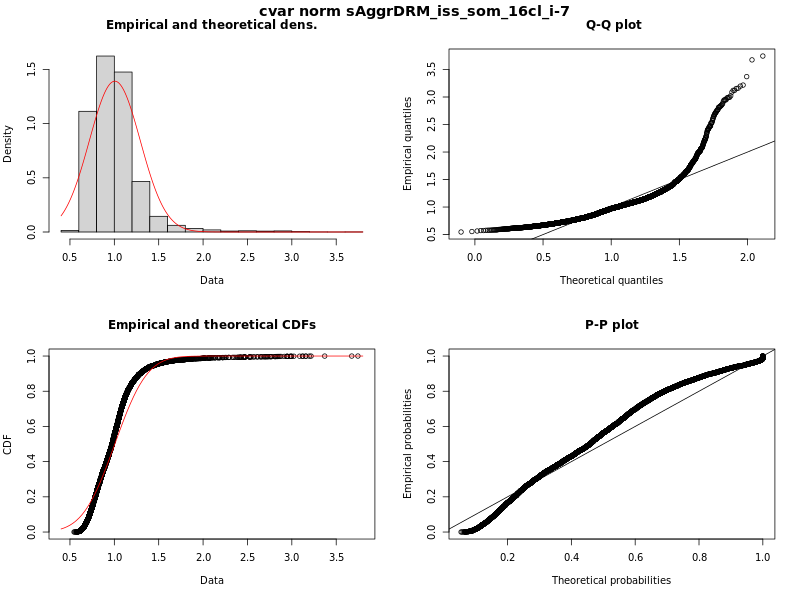 cvar norm sAggrDRM_iss_som_16cl_i-7
Empirical and theoretical dens.
Density
0.0 0.5 1.0 1.5
0.5 1.0 1.5 2.0 2.5 3.0 3.5
Data
Q-Q plot
Empirical quantiles
0.5 1.0 1.5 2.0 2.5 3.0 3.5
0.0 0.5 1.0 1.5 2.0
Theoretical quantiles
Empirical and theoretical CDFs
CDF
0.0 0.2 0.4 0.6 0.8 1.0
0.5 1.0 1.5 2.0 2.5 3.0 3.5
Data
P-P plot
Empirical probabilities
0.0 0.2 0.4 0.6 0.8 1.0
0.2 0.4 0.6 0.8 1.0
Theoretical probabilities